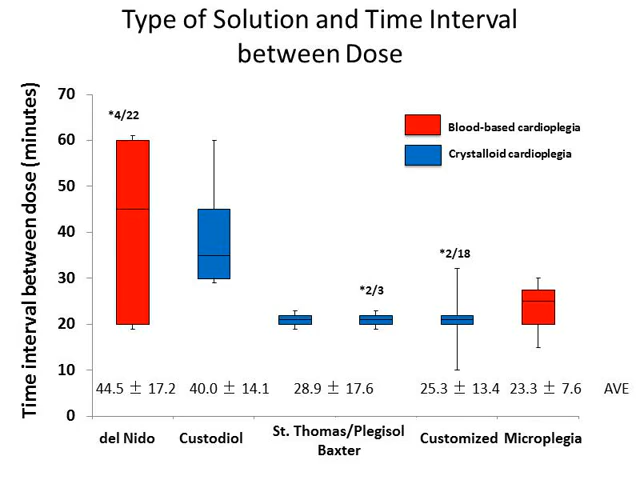 Type of Solution and Time Interval
between Dose
Time interval between dose (minutes)
70
60
50
40
30
20
10
0
*4/22
*2/3
*2/18
Blood-based cardioplegia
Crystalloid cardioplegia
44.5 ± 17.2 40.0 ± 14.1 28.9 ± 17.6 25.3 ± 13.4 23.3 ± 7.6 AVE
del Nido Custodiol St. Thomas/Plegisol Customized Microplegia
Baxter